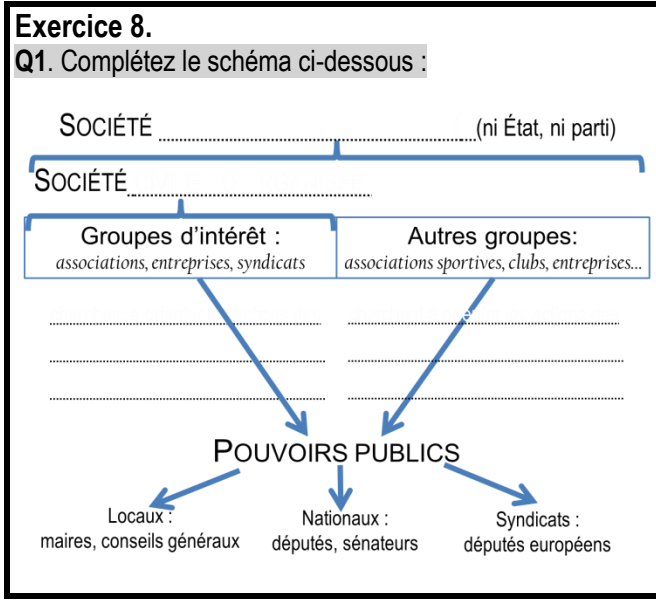 Exercice 8.
Q1. Complétez le schéma ci-dessous :
SOCIÉTÉ ........................................ (ni État, ni parti)
SOCIÉTÉ........................................
Groupes d'intérêt :
associations, entreprises, syndicats
Autres groupes:
associations sportives, clubs, entreprises...
POUVOIRS PUBLICS
Locaux :
maires, conseils généraux
Nationaux :
députés, sénateurs
Syndicats :
députés européens